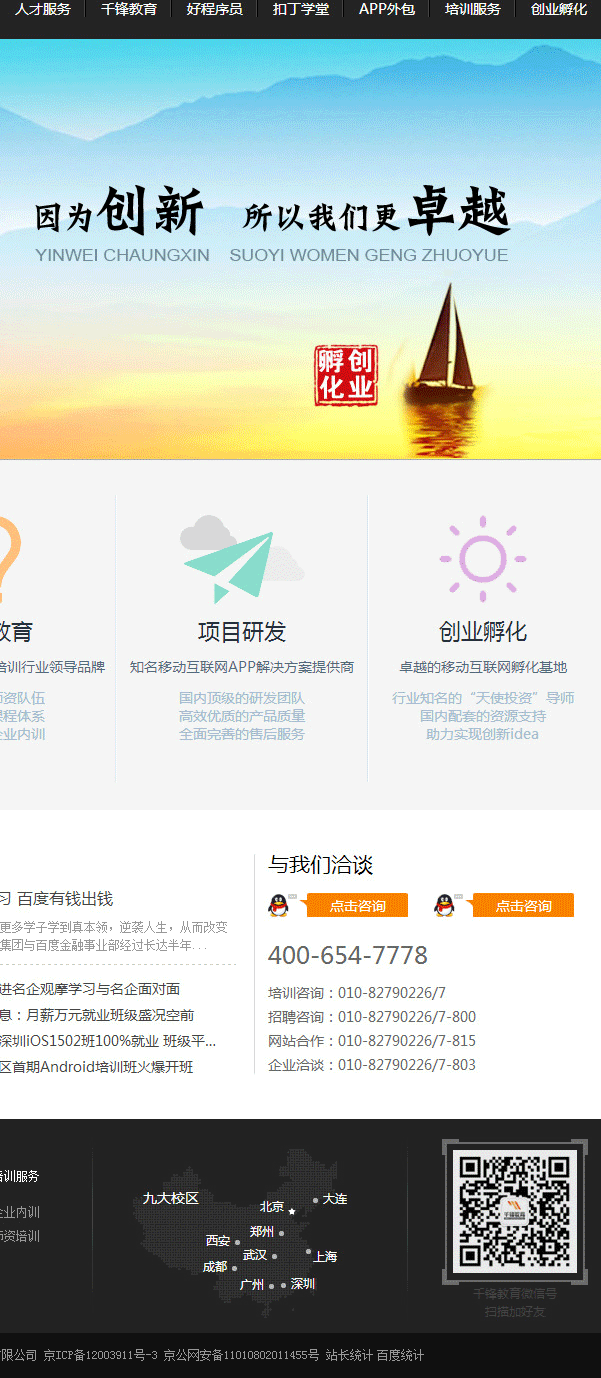 人才服务 千锋教育 好程序员 扣丁学堂 APP外包 培训服务 创业孵化
因为创新 所以我们更卓越
YINWEI CHAUNGXIN SUOYI WOMEN GENG ZHUOYUE
孵化 创业
教育 项目研发 创业孵化
培训行业领导品牌 知名移动互联网APP解决方案提供商 卓越的移动互联网孵化基地
师资队伍 国内顶级的研发团队 行业知名的“天使投资”导师
课程体系 高效优质的产品质量 国内配套的资源支持
企业内训 全面完善的售后服务 助力实现创新idea
与我们洽谈
习 百度有钱出钱
点击咨询 点击咨询
更多学子学到真本领，逆袭人生，从而改变
集团与百度金融事业部经过长达半年...
400-654-7778
进名企观摩学习与名企面对面
息：月薪万元就业班级盛况空前
深圳iOS1502班100%就业 班级平...
区首期Android培训班火爆开班
培训咨询：010-82790226/7
招聘咨询：010-82790226/7-800
网站合作：010-82790226/7-815
企业洽谈：010-82790226/7-803
培训服务
企业内训
师资培训
九大校区
北京
大连
郑州
西安
武汉
上海
成都
广州
深圳
千锋教育
千锋教育微信号
扫描加好友
有限公司 京ICP备12003911号-3 京公网安备11010802011455号 站长统计 百度统计